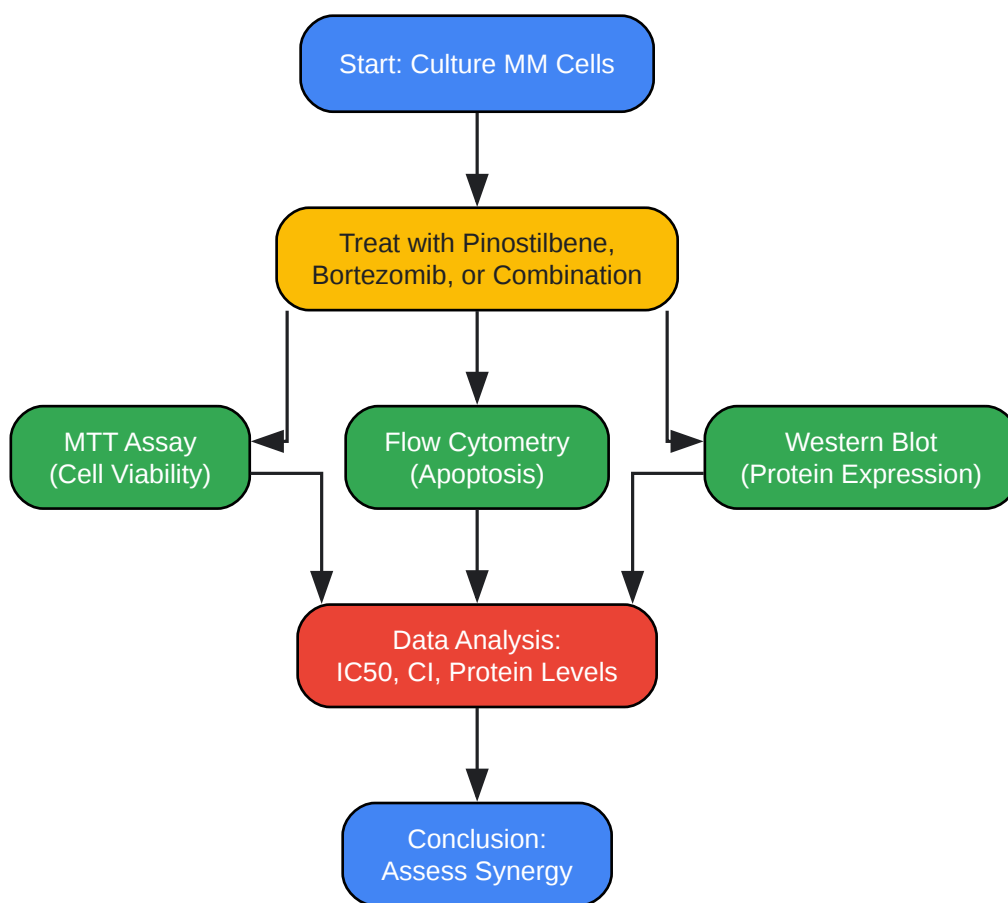 Start: Culture MM Cells
Treat with Pinostilbene,
Bortezomib, or Combination
MTT Assay
(Cell Viability)
Flow Cytometry
(Apoptosis)
Western Blot
(Protein Expression)
Data Analysis:
IC50, CI, Protein Levels
Conclusion:
Assess Synergy